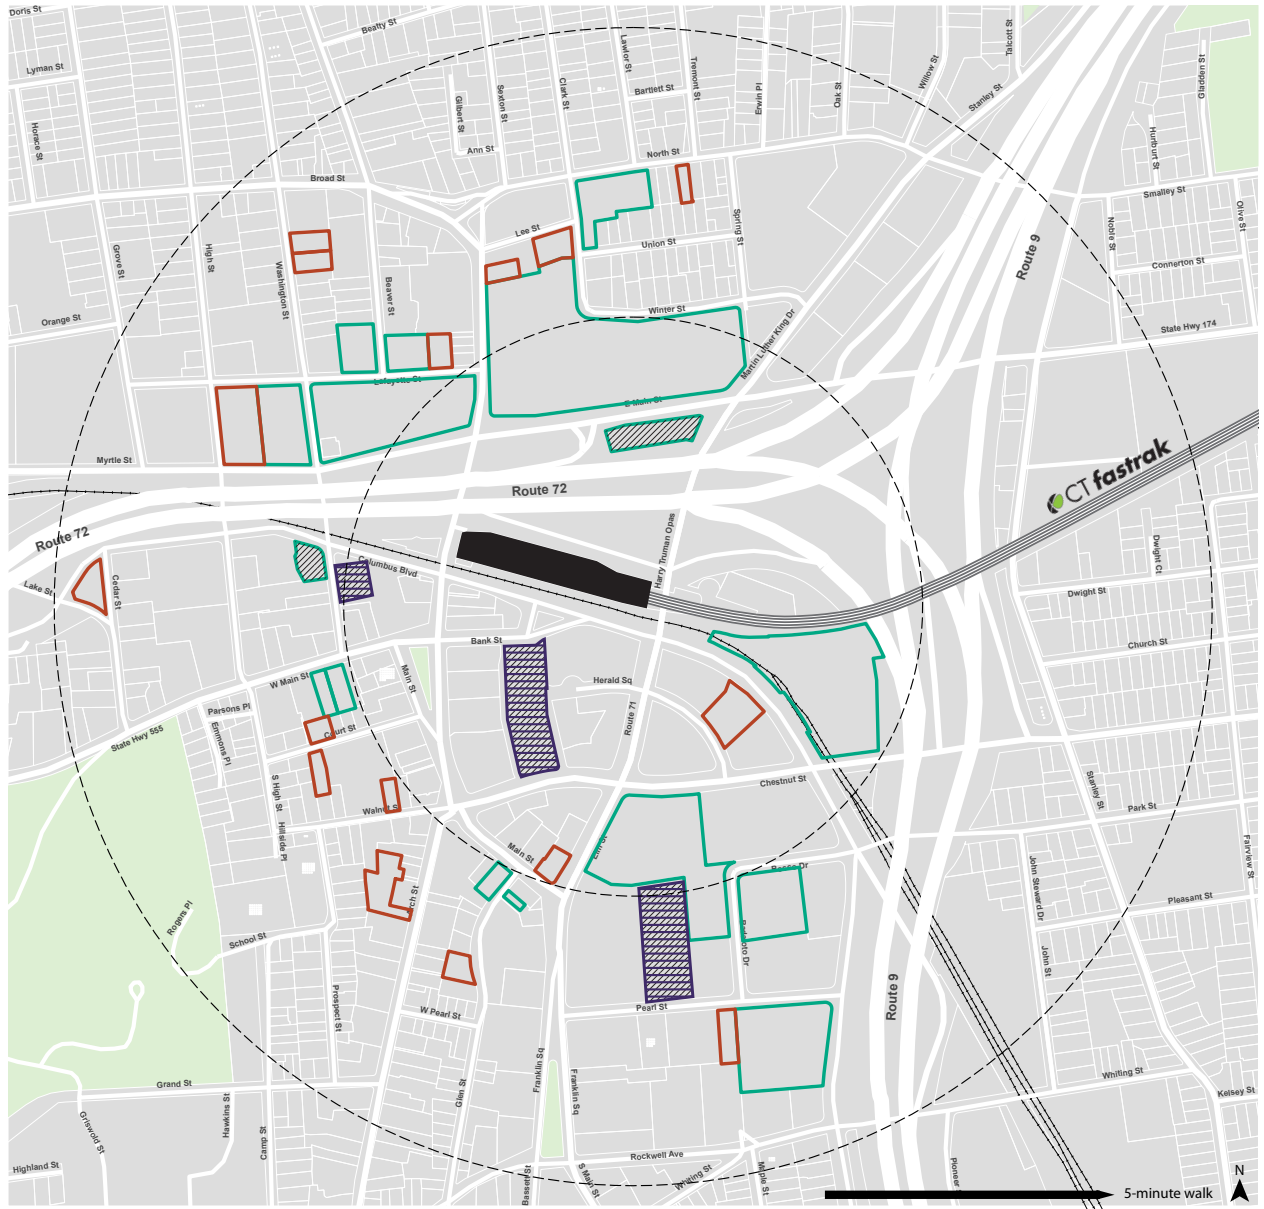 Doris St
Beatty St
Talcott St
Lawlor St
Tremont St
Lyman St
Willow St
Gladden St
Clark St
Sexton St
Bartlett St
Erwin Pl
Oak St
Stanley St
Gilbert St
Horace St
Hurlburt St
Ann St
North St
Broad St
Smalley St
Olive St
Spring St
Noble St
Lee St
Union St
Grove St
High St
Washington St
Beaver St
Route 9
Connerton St
Orange St
Winter St
Martin Luther King Dr
State Hwy 174
Lafayette St
E Main St
Myrtle St
CTfastrak
Route 72
Route 72
Harry Truman Opas
Columbus Blvd
Dwight Ct
Lake St
Cedar St
Dwight St
Bank St
Church St
W Main St
Main St
Herald Sq
Parsons Pl
Route 71
Emmons Pl
Court St
State Hwy 555
S High St
Chestnut St
Stanley St
Walnut St
Park St
Hillside Pl
Main St
Elm St
Fairview St
John Steward Dr
Arch St
Pleasant St
Rogers Pl
School St
John St
Route 9
Prospect St
W Pearl St
Pearl St
Franklin Sq
Franklin Sq
Whiting St
Grand St
Glen St
Kelsey St
Hawkins St
Griswold St
Camp St
Rockwell Ave
Highland St
Bassett St
S Main St
Whiting St
Maple St
Pioneer
N
5-minute walk